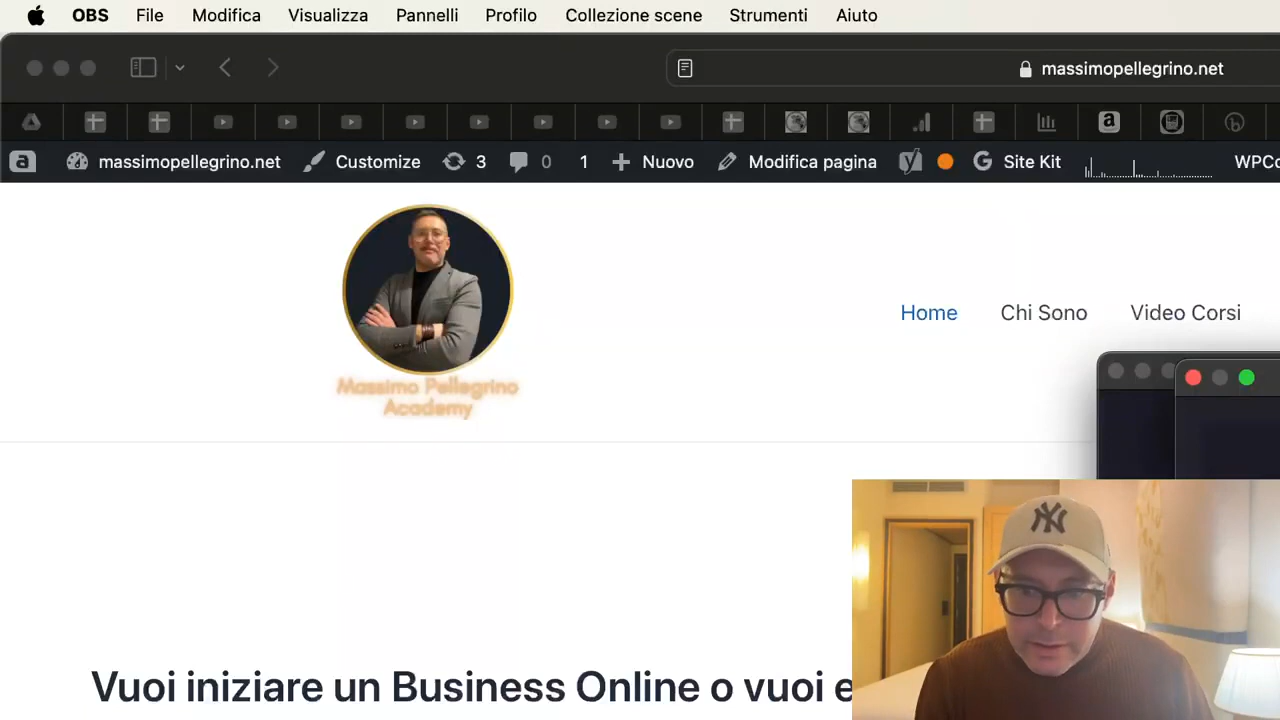 OBS File Modifica Visualizza Pannelli Profilo Collezione scene Strumenti Aiuto
massimopellegrino.net
massimopellegrino.net Customize 3 0 1 Nuovo Modifica pagina Site Kit WPCo
Massimo Pellegrino
Academy
Home Chi Sono Video Corsi
Vuoi iniziare un Business Online o vuoi e
NY